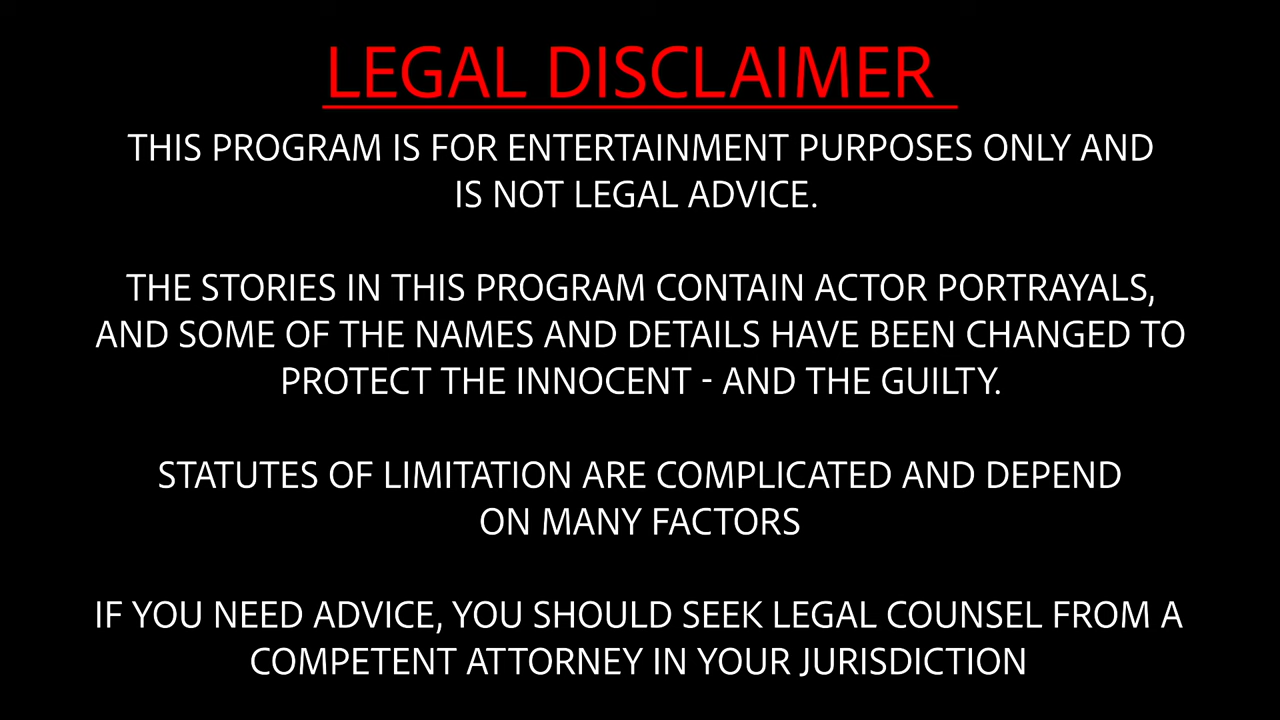 LEGAL DISCLAIMER
THIS PROGRAM IS FOR ENTERTAINMENT PURPOSES ONLY AND
IS NOT LEGAL ADVICE.
THE STORIES IN THIS PROGRAM CONTAIN ACTOR PORTRAYALS,
AND SOME OF THE NAMES AND DETAILS HAVE BEEN CHANGED TO
PROTECT THE INNOCENT - AND THE GUILTY.
STATUTES OF LIMITATION ARE COMPLICATED AND DEPEND
ON MANY FACTORS
IF YOU NEED ADVICE, YOU SHOULD SEEK LEGAL COUNSEL FROM A
COMPETENT ATTORNEY IN YOUR JURISDICTION